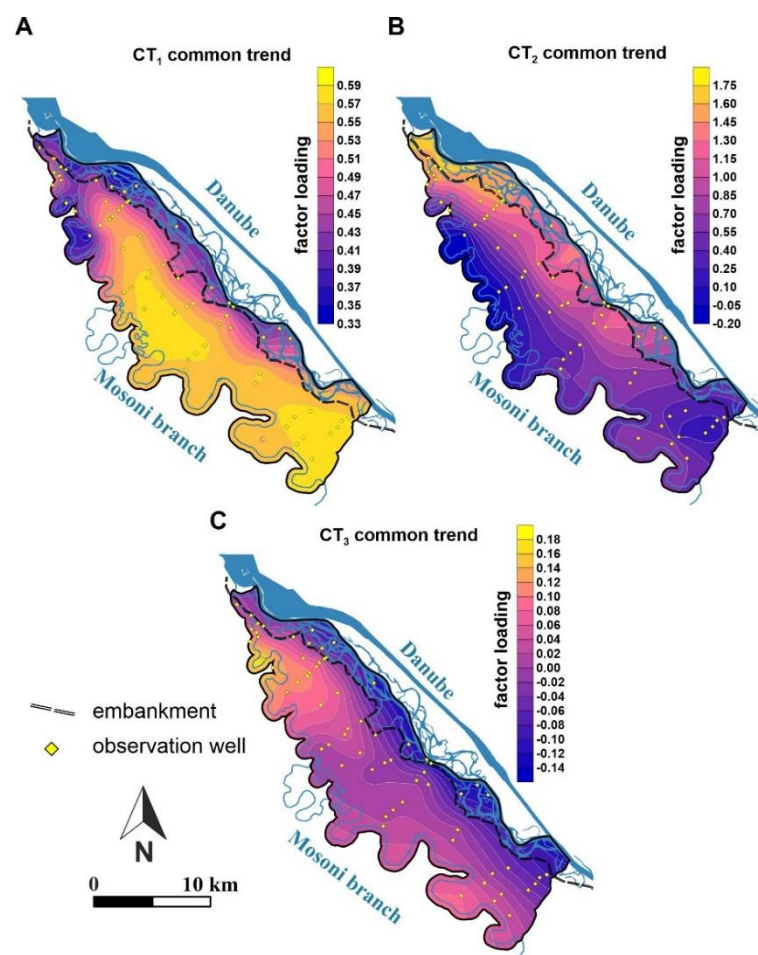 A
CT1 common trend
factor loading
0.59
0.57
0.55
0.53
0.51
0.49
0.47
0.45
0.43
0.41
0.39
0.37
0.35
0.33
Danube
Mosoni branch
B
CT2 common trend
factor loading
1.75
1.60
1.45
1.30
1.15
1.00
0.85
0.70
0.55
0.40
0.25
0.10
-0.05
-0.20
Danube
Mosoni branch
C
CT3 common trend
factor loading
0.18
0.16
0.14
0.12
0.10
0.08
0.06
0.04
0.02
0.00
-0.02
-0.04
-0.06
-0.08
-0.10
-0.12
-0.14
Danube
Mosoni branch
embankment
observation well
N
0 10 km